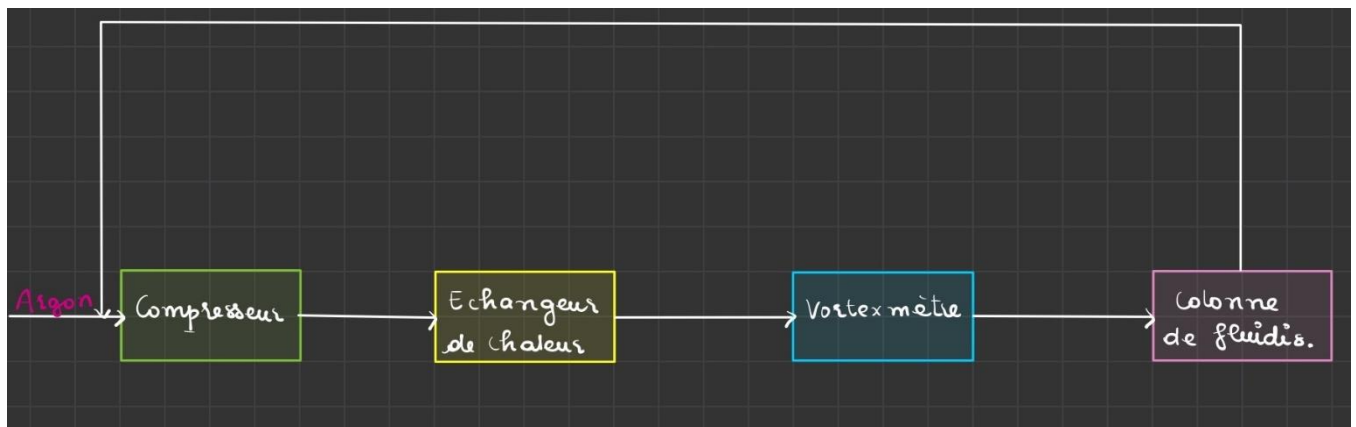 Argon
Compresseur
Echangeur
de chaleur
Vortexmètre
Colonne
de fluidis.